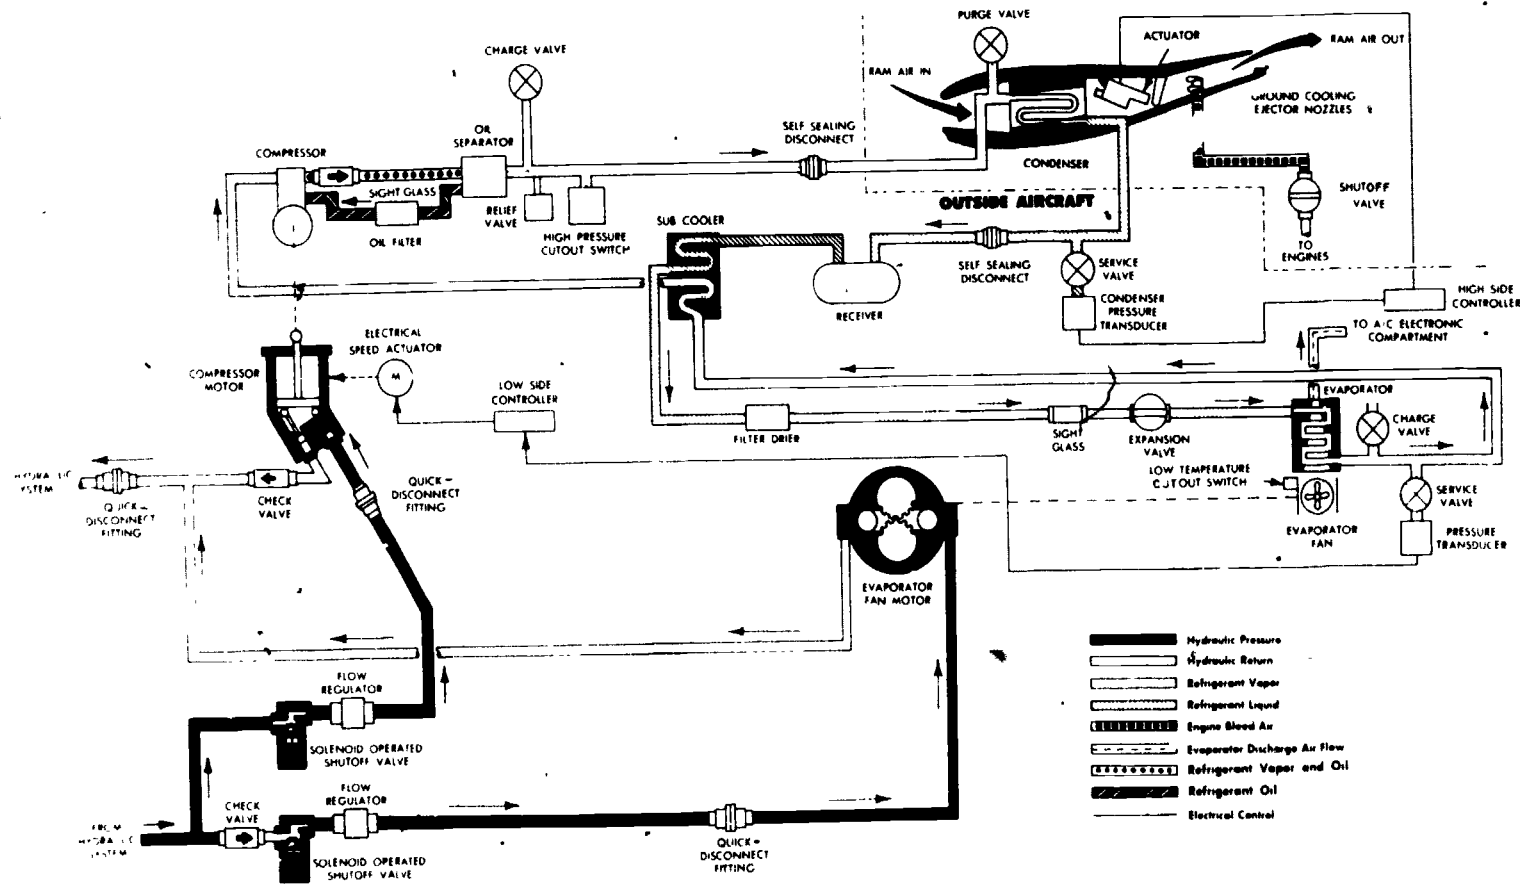 PURGE VALVE
ACTUATOR
RAM AIR OUT
CHARGE VALVE
RAM AIR IN
GROUND COOLING
EJECTOR NOZZLES
OIL
SEPARATOR
SELF SEALING
DISCONNECT
COMPRESSOR
CONDENSER
SIGHT GLASS
SHUTOFF
VALVE
OUTSIDE AIRCRAFT
RELIEF
VALVE
SUB COOLER
OIL FILTER
HIGH PRESSURE
CUTOUT SWITCH
TO
ENGINES
SELF SEALING
DISCONNECT
SERVICE
VALVE
HIGH SIDE
CONTROLLER
CONDENSER
PRESSURE
TRANSDUCER
RECEIVER
TO A/C ELECTRONIC
COMPARTMENT
ELECTRICAL
SPEED ACTUATOR
COMPRESSOR
MOTOR
M
LOW SIDE
CONTROLLER
EVAPORATOR
CHARGE
VALVE
FILTER DRIER
SIGHT
GLASS
EXPANSION
VALVE
LOW TEMPERATURE
CUTOUT SWITCH
QUICK-
DISCONNECT
FITTING
CHECK
VALVE
QUICK-
DISCONNECT
FITTING
SERVICE
VALVE
EVAPORATOR
FAN
PRESSURE
TRANSDUCER
EVAPORATOR
FAN MOTOR
Hydraulic Pressure
Hydraulic Return
Refrigerant Vapor
Refrigerant Liquid
Engine Bleed Air
Evaporator Discharge Air Flow
Refrigerant Vapor and Oil
Refrigerant Oil
Electrical Control
FLOW
REGULATOR
SOLENOID OPERATED
SHUTOFF VALVE
FLOW
REGULATOR
CHECK
VALVE
FROM
HYDRAULIC
SYSTEM
SOLENOID OPERATED
SHUTOFF VALVE
QUICK-
DISCONNECT
FITTING